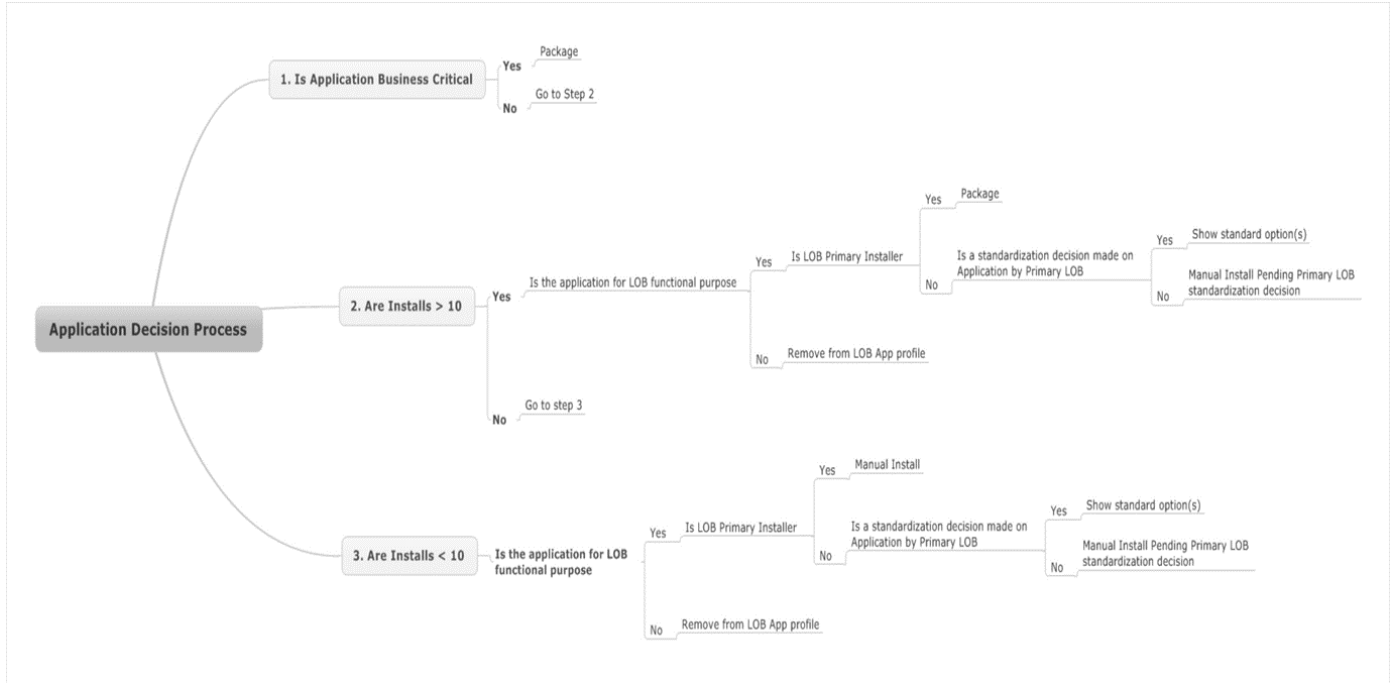 Application Decision Process
1. Is Application Business Critical
Yes
Package
No
Go to Step 2
2. Are Installs > 10
Yes
Is the application for LOB functional purpose
Yes
Is LOB Primary Installer
Yes
Package
No
Is a standardization decision made on
Application by Primary LOB
Yes
Show standard option(s)
No
Manual Install Pending Primary LOB
standardization decision
No
Remove from LOB App profile
No
Go to step 3
3. Are Installs < 10
Is the application for LOB
functional purpose
Yes
Is LOB Primary Installer
Yes
Manual Install
No
Is a standardization decision made on
Application by Primary LOB
Yes
Show standard option(s)
No
Manual Install Pending Primary LOB
standardization decision
No
Remove from LOB App profile